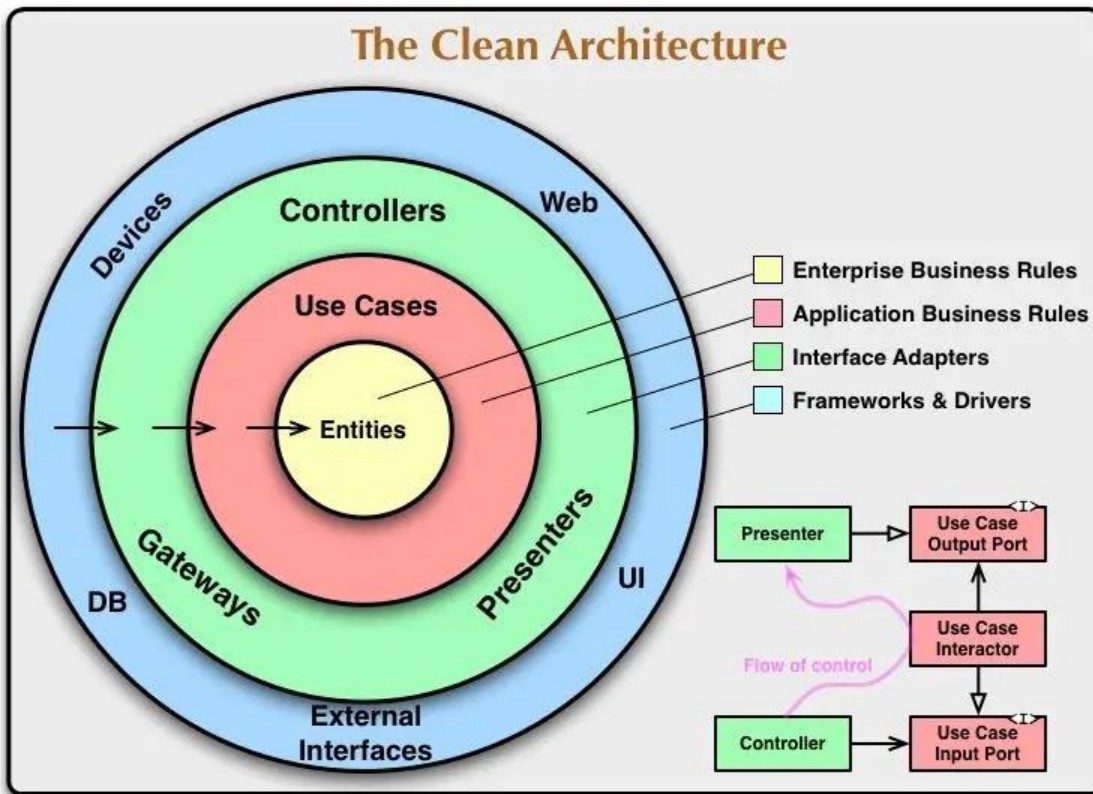 The Clean Architecture
Devices
Controllers
Web
Use Cases
Entities
Gateways
Presenters
DB
UI
External
Interfaces
Enterprise Business Rules
Application Business Rules
Interface Adapters
Frameworks & Drivers
Presenter
<I>
Use Case
Output Port
Flow of control
Use Case
Interactor
Controller
<I>
Use Case
Input Port